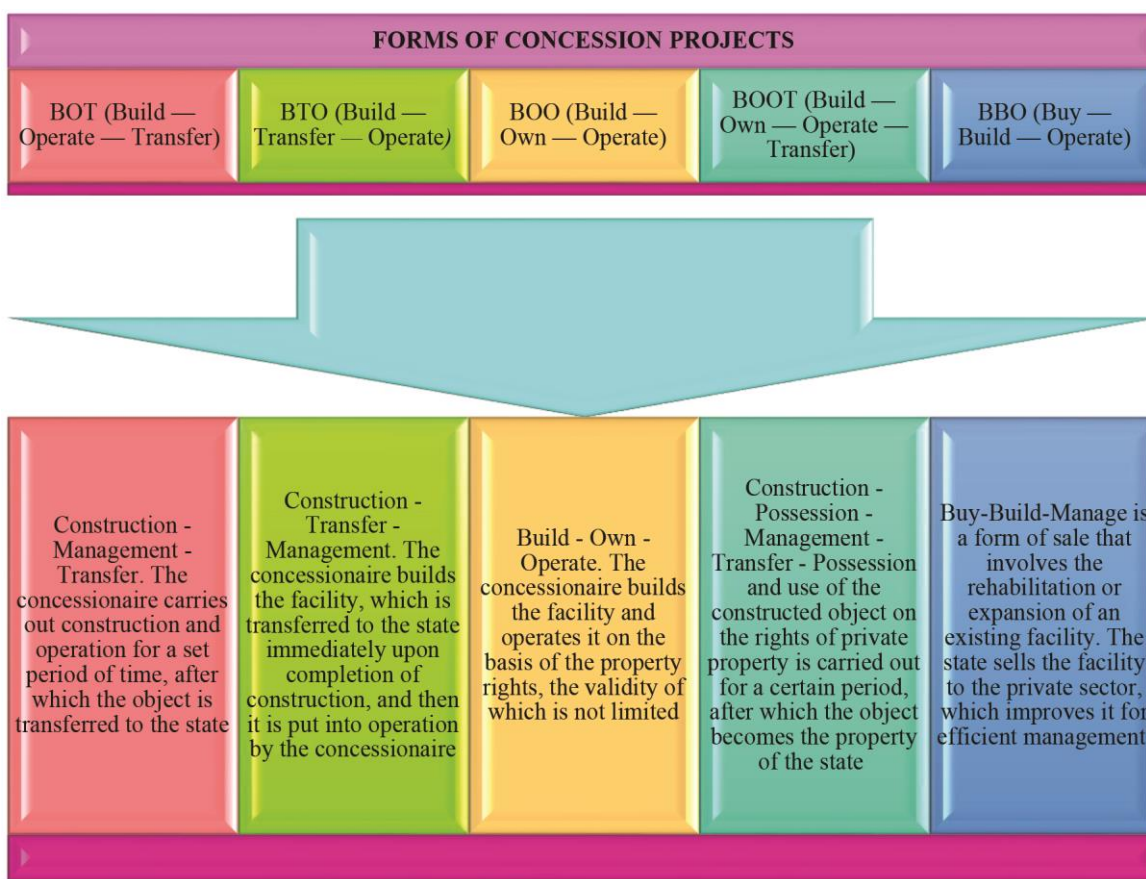 FORMS OF CONCESSION PROJECTS
BOT (Build —
Operate — Transfer)
BTO (Build —
Transfer — Operate)
BOO (Build —
Own — Operate)
BOOT (Build —
Own — Operate —
Transfer)
BBO (Buy —
Build — Operate)
Construction -
Management -
Transfer. The
concessionaire carries
out construction and
operation for a set
period of time, after
which the object is
transferred to the state
Construction -
Transfer -
Management. The
concessionaire builds
the facility, which is
transferred to the state
immediately upon
completion of
construction, and then
it is put into operation
by the concessionaire
Build - Own -
Operate. The
concessionaire builds
the facility and
operates it on the
basis of the property
rights, the validity of
which is not limited
Construction -
Possession -
Management -
Transfer - Possession
and use of the
constructed object on
the rights of private
property is carried out
for a certain period,
after which the object
becomes the property
of the state
Buy-Build-Manage is
a form of sale that
involves the
rehabilitation or
expansion of an
existing facility. The
state sells the facility
to the private sector,
which improves it for
efficient management